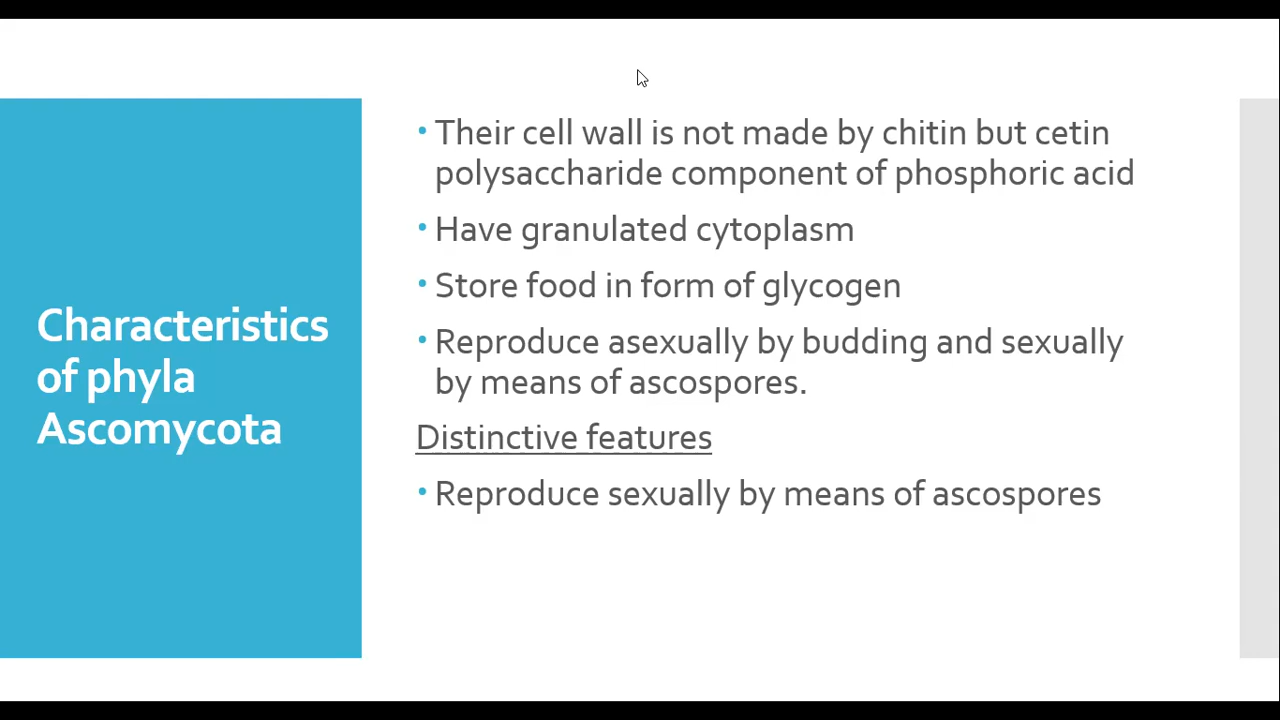 Characteristics
of phyla
Ascomycota
• Their cell wall is not made by chitin but cetin
polysaccharide component of phosphoric acid
• Have granulated cytoplasm
• Store food in form of glycogen
• Reproduce asexually by budding and sexually
by means of ascospores.
Distinctive features
• Reproduce sexually by means of ascospores